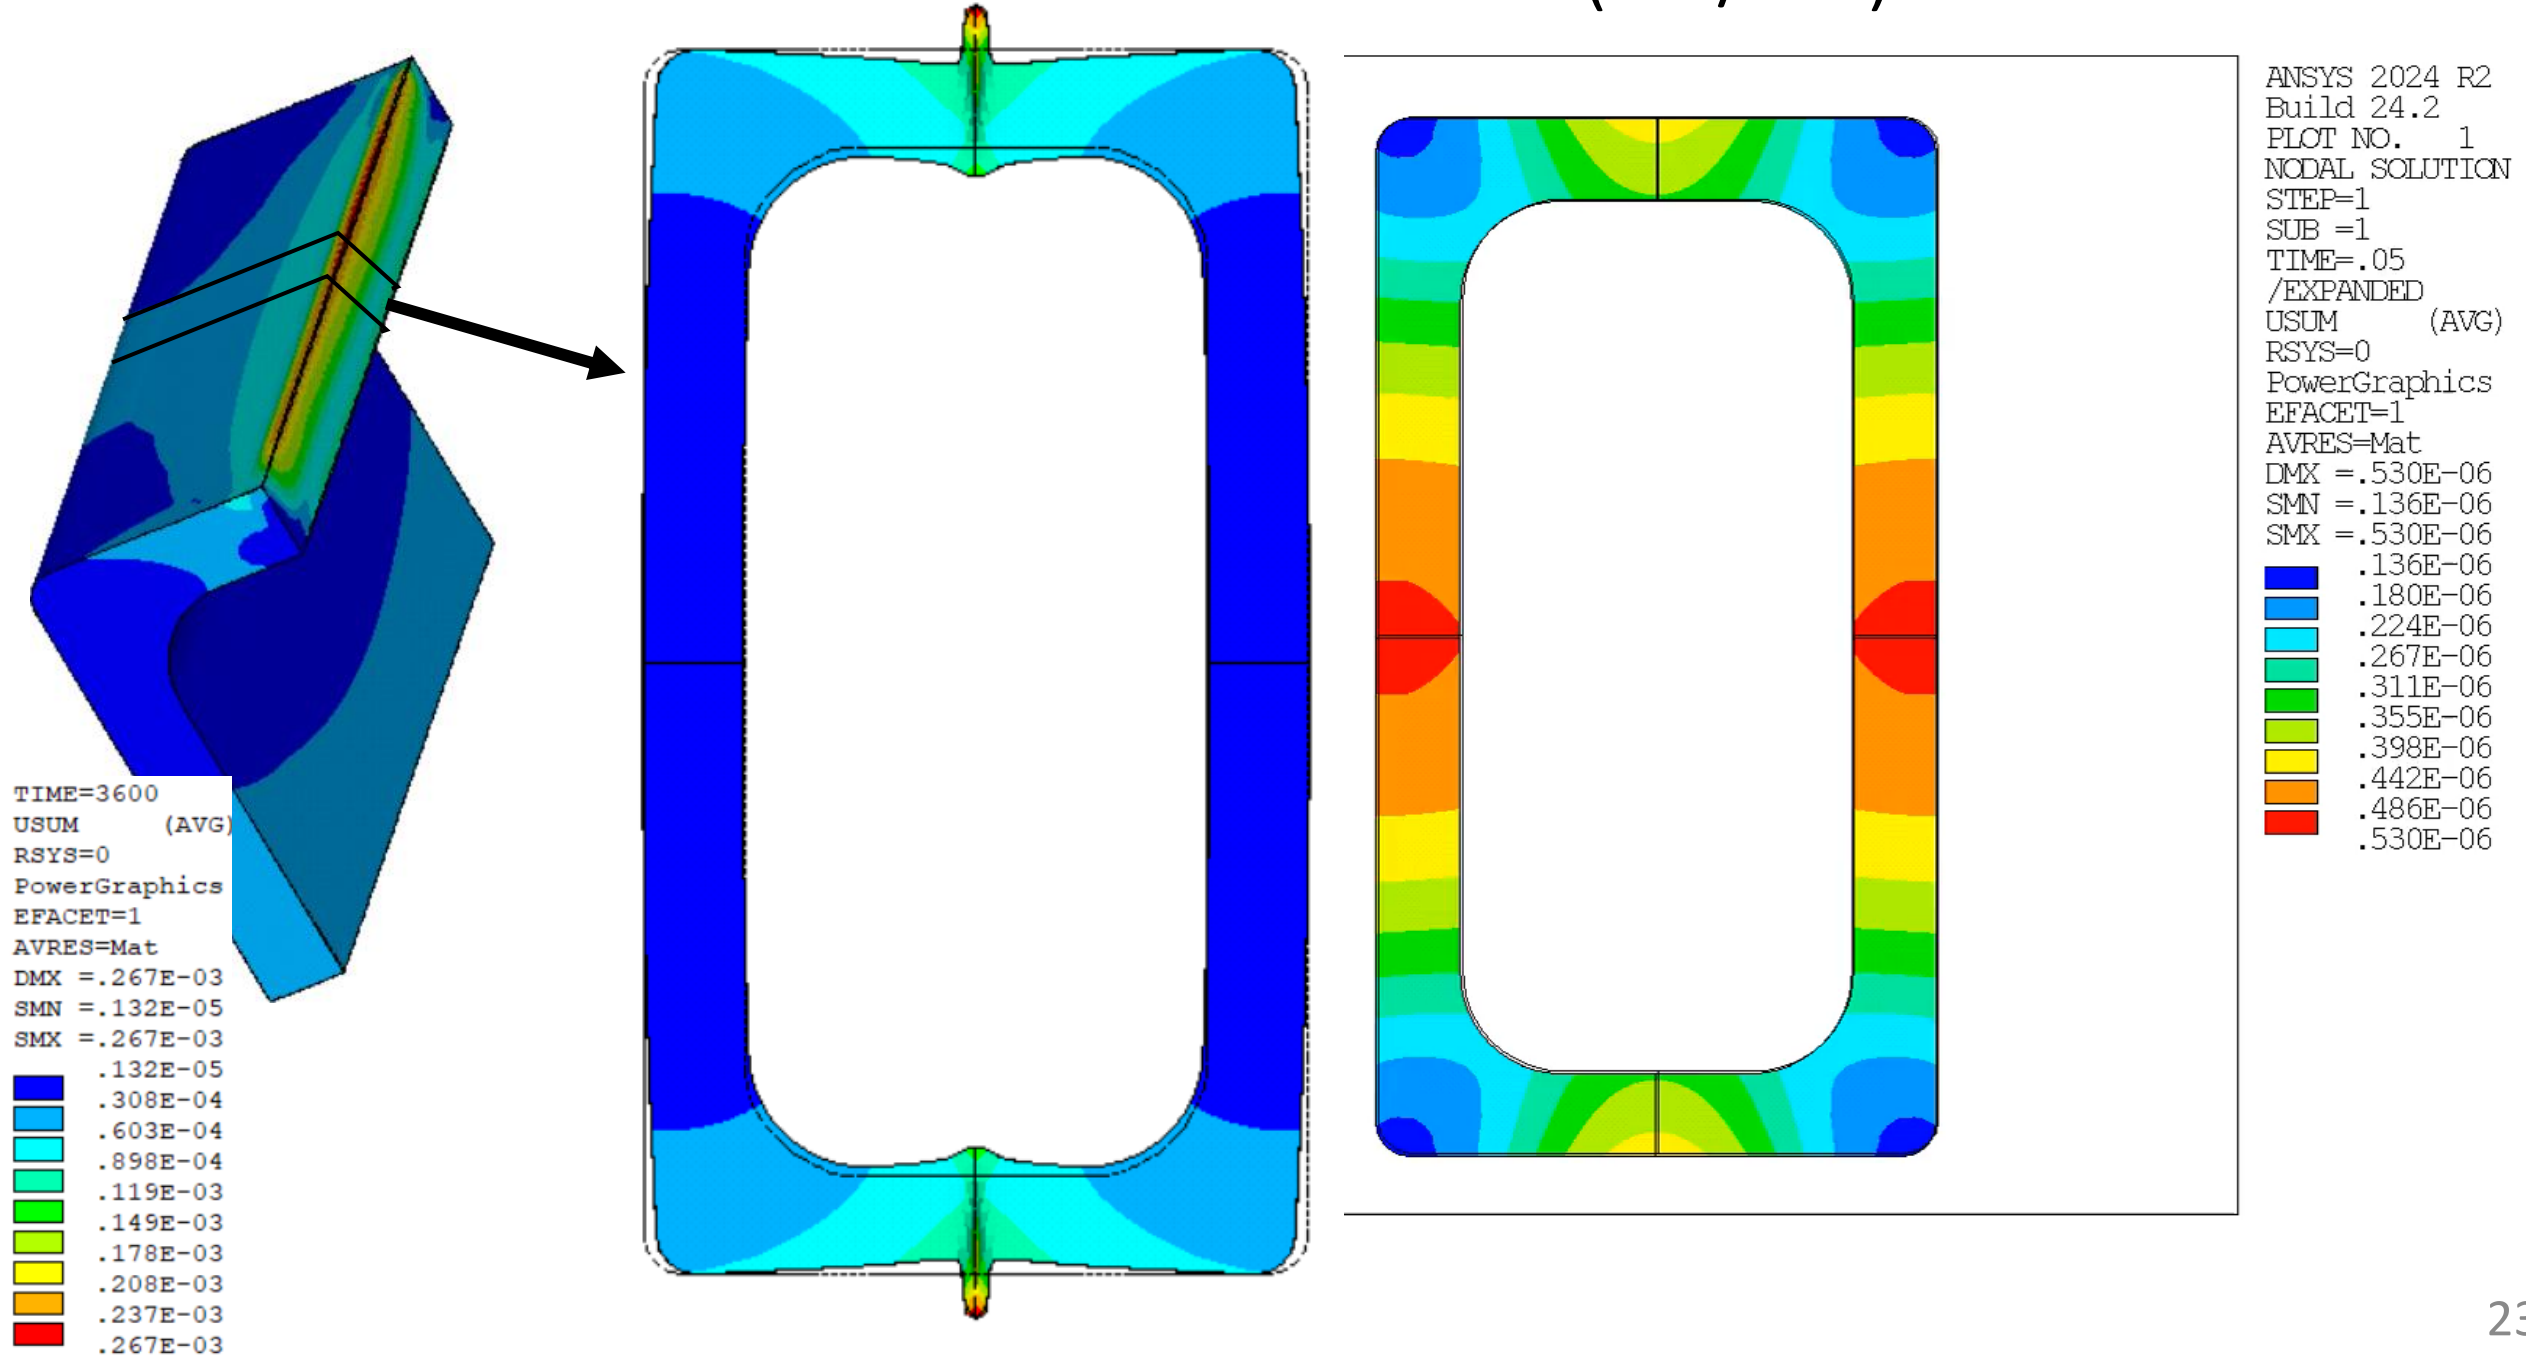 TIME=3600
USUM (AVG)
RSYS=0
PowerGraphics
EFACET=1
AVRES=Mat
DMX =.267E-03
SMN =.132E-05
SMX =.267E-03
.132E-05
.308E-04
.603E-04
.898E-04
.119E-03
.149E-03
.178E-03
.208E-03
.237E-03
.267E-03
ANSYS 2024 R2
Build 24.2
PLOT NO. 1
NODAL SOLUTION
STEP=1
SUB =1
TIME=.05
/EXPANDED
USUM (AVG)
RSYS=0
PowerGraphics
EFACET=1
AVRES=Mat
DMX =.530E-06
SMN =.136E-06
SMX =.530E-06
.136E-06
.180E-06
.224E-06
.267E-06
.311E-06
.355E-06
.398E-06
.442E-06
.486E-06
.530E-06
23